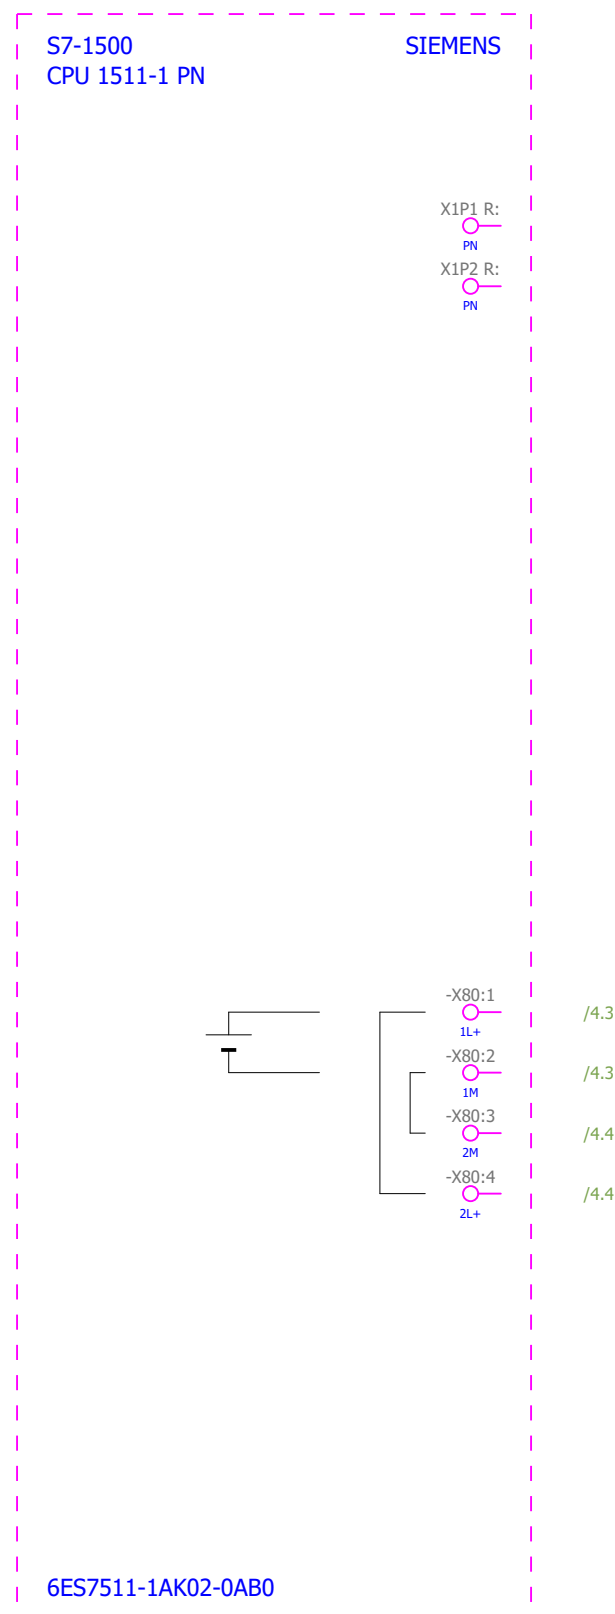 S7-1500 SIEMENS
CPU 1511-1 PN
X1P1 R:
PN
X1P2 R:
PN
-X80:1
1L+
/4.3
-X80:2
1M
/4.3
-X80:3
2M
/4.4
-X80:4
2L+
/4.4
6ES7511-1AK02-0AB0